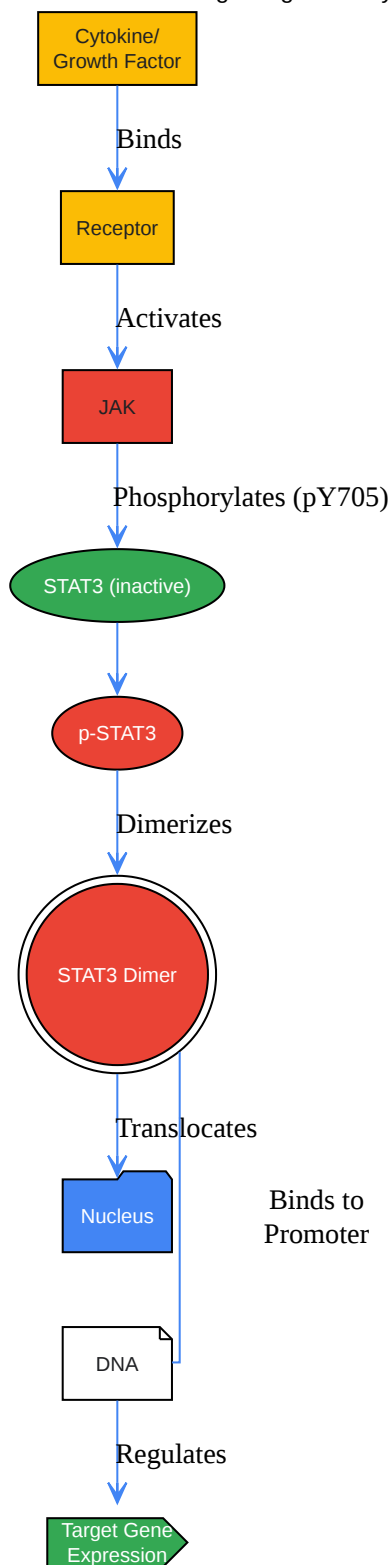 Cytokine/
Growth Factor
Binds
Receptor
Activates
JAK
Phosphorylates (pY705)
STAT3 (inactive)
p-STAT3
Dimerizes
STAT3 Dimer
Translocates
Nucleus
Binds to
Promoter
DNA
Regulates
Target Gene
Expression